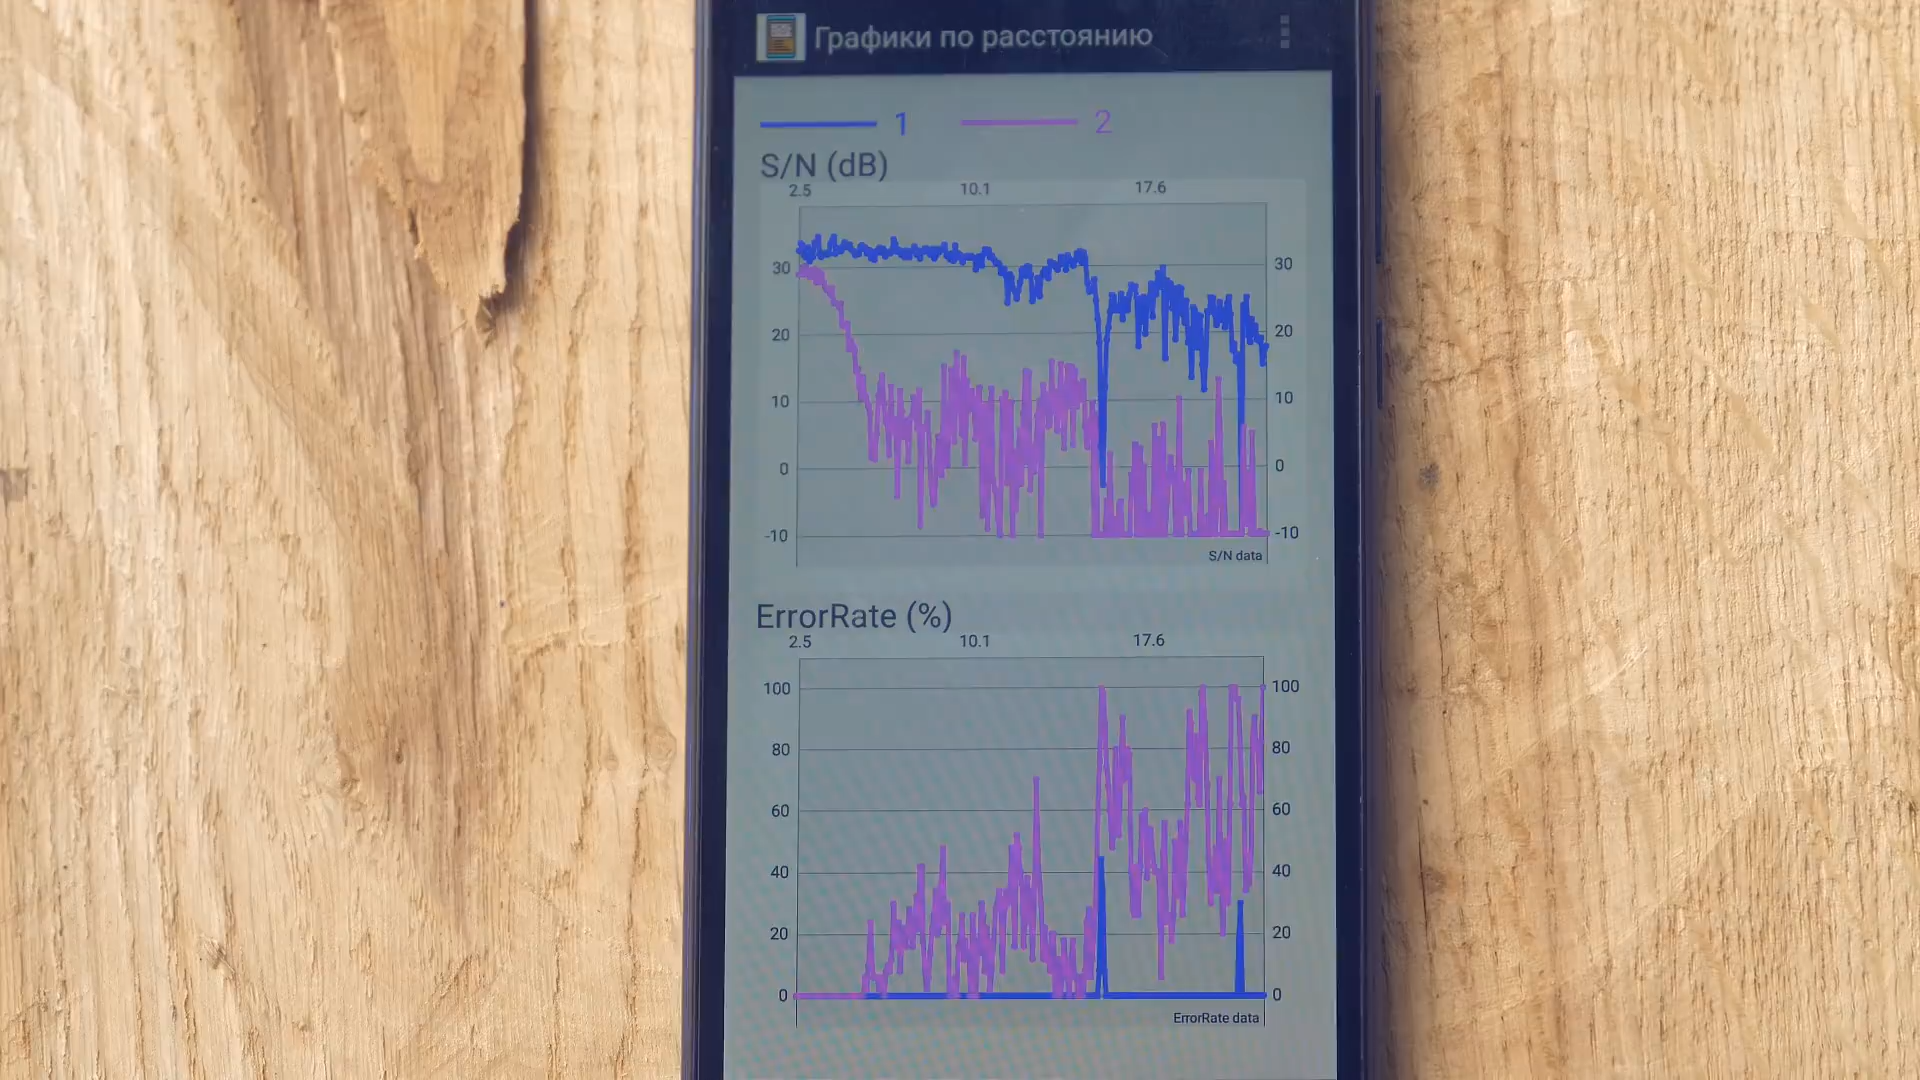 Графики по расстоянию
1 2
S/N (dB)
2.5 10.1 17.6
30 30
20 20
10 10
0 0
-10 -10
S/N data
ErrorRate (%)
2.5 10.1 17.6
100 100
80 80
60 60
40 40
20 20
0 0
ErrorRate data